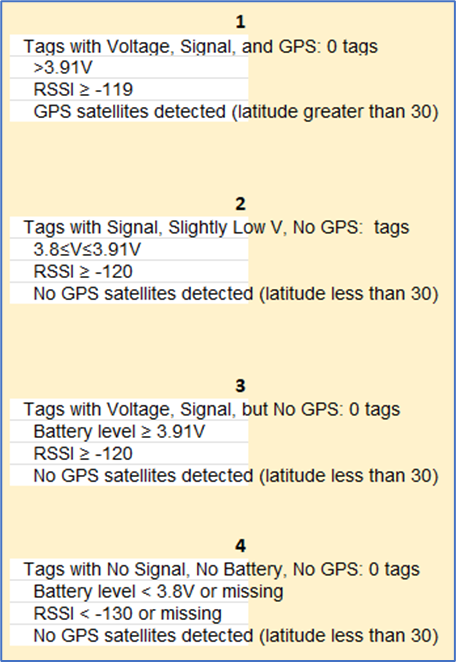 1
Tags with Voltage, Signal, and GPS: 0 tags
>3.91V
RSSI ≥ -119
GPS satellites detected (latitude greater than 30)
2
Tags with Signal, Slightly Low V, No GPS:  tags
3.8≤V≤3.91V
RSSI ≥ -120
No GPS satellites detected (latitude less than 30)
3
Tags with Voltage, Signal, but No GPS: 0 tags
Battery level ≥ 3.91V
RSSI ≥ -120
No GPS satellites detected (latitude less than 30)
4
Tags with No Signal, No Battery, No GPS: 0 tags
Battery level < 3.8V or missing
RSSI < -130 or missing
No GPS satellites detected (latitude less than 30)